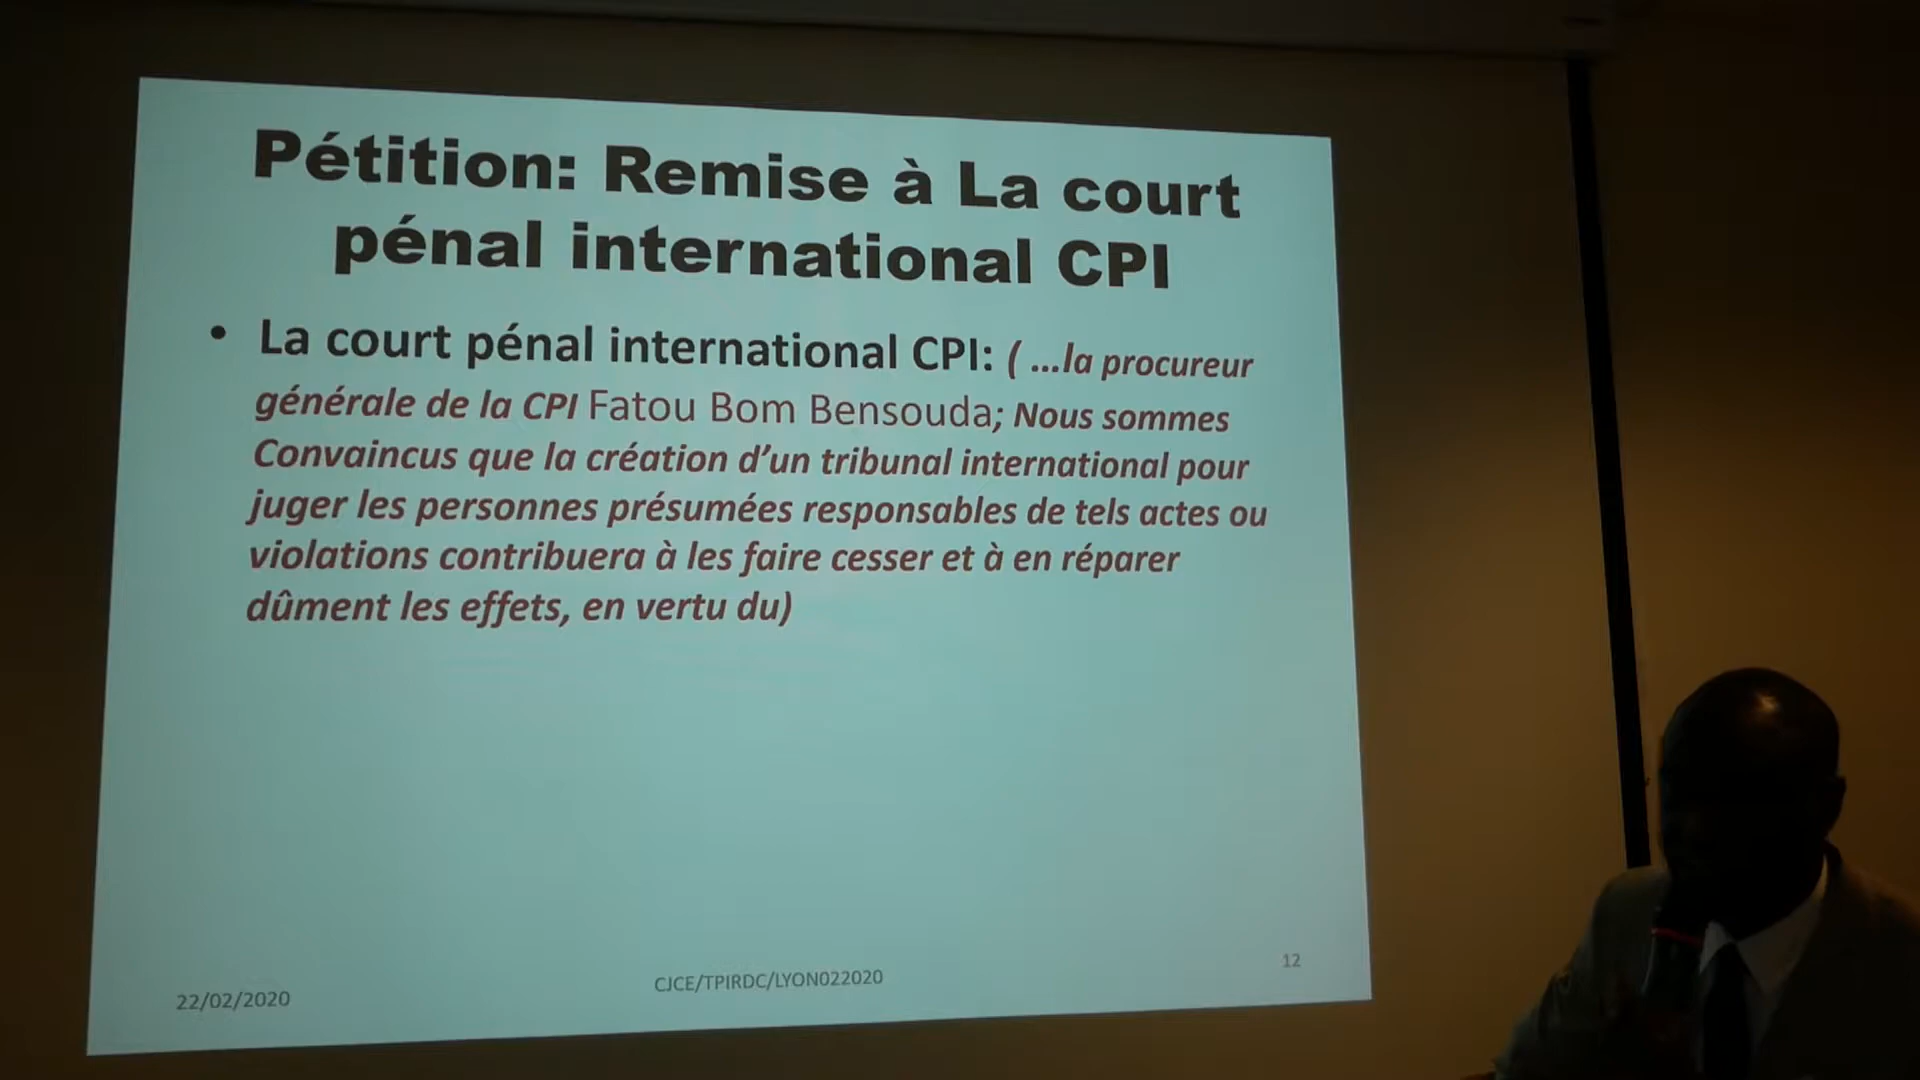 Pétition: Remise à La court
pénal international CPI
• La court pénal international CPI: ( ...la procureur
générale de la CPI Fatou Bom Bensouda; Nous sommes
Convaincus que la création d’un tribunal international pour
juger les personnes présumées responsables de tels actes ou
violations contribuera à les faire cesser et à en réparer
dûment les effets, en vertu du)
22/02/2020
CJCE/TPIRDC/LYON022020
12